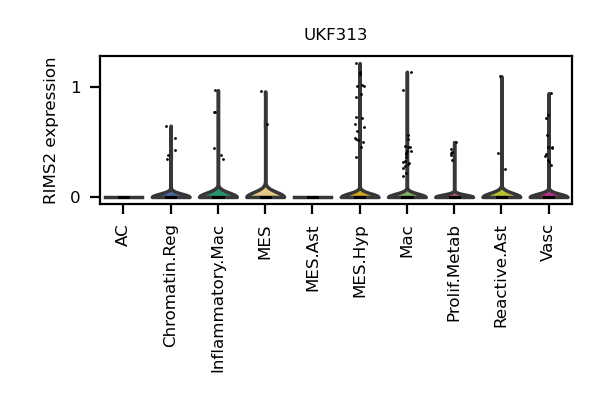 UKF313
RIMS2 expression
1
0
AC
Chromatin.Reg
Inflammatory.Mac
MES
MES.Ast
MES.Hyp
Mac
Prolif.Metab
Reactive.Ast
Vasc